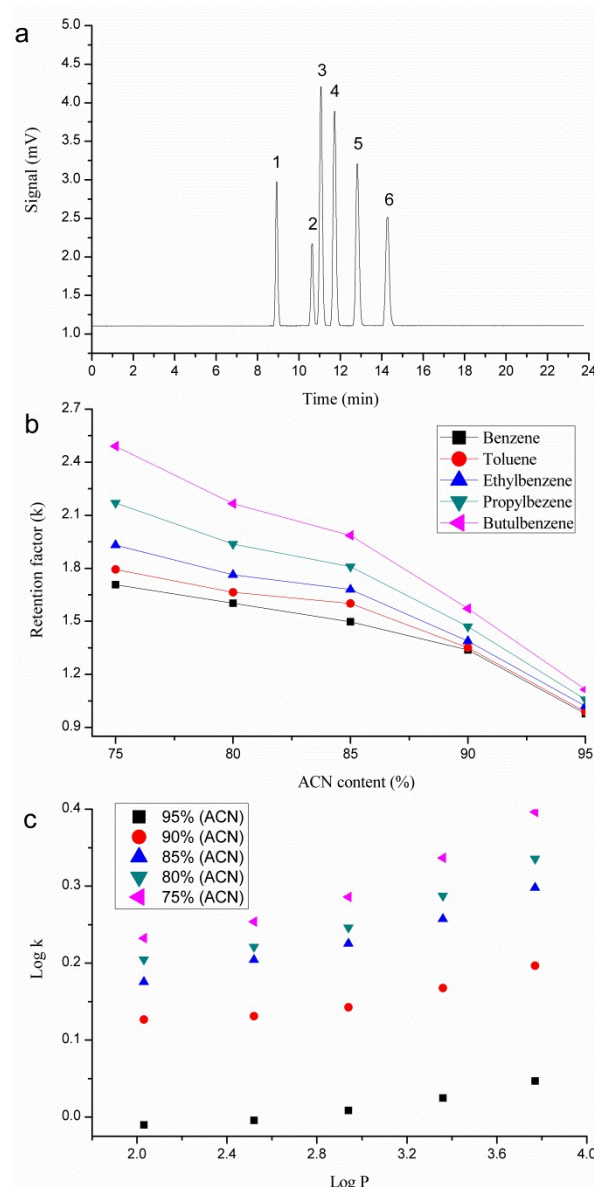 a
5.0
4.5
4.0
3.5
3.0
2.5
2.0
1.5
1.0
Signal (mV)
1
2
3
4
5
6
0 2 4 6 8 10 12 14 16 18 20 22 24
Time (min)
b
2.7
2.4
2.1
1.8
1.5
1.2
0.9
Retention factor (k)
Benzene
Toluene
Ethylbenzene
Propylbezene
Butulbenzene
75 80 85 90 95
ACN content (%)
c
0.4
0.3
0.2
0.1
0.0
Log k
95% (ACN)
90% (ACN)
85% (ACN)
80% (ACN)
75% (ACN)
2.0 2.4 2.8 3.2 3.6 4.0
Log P